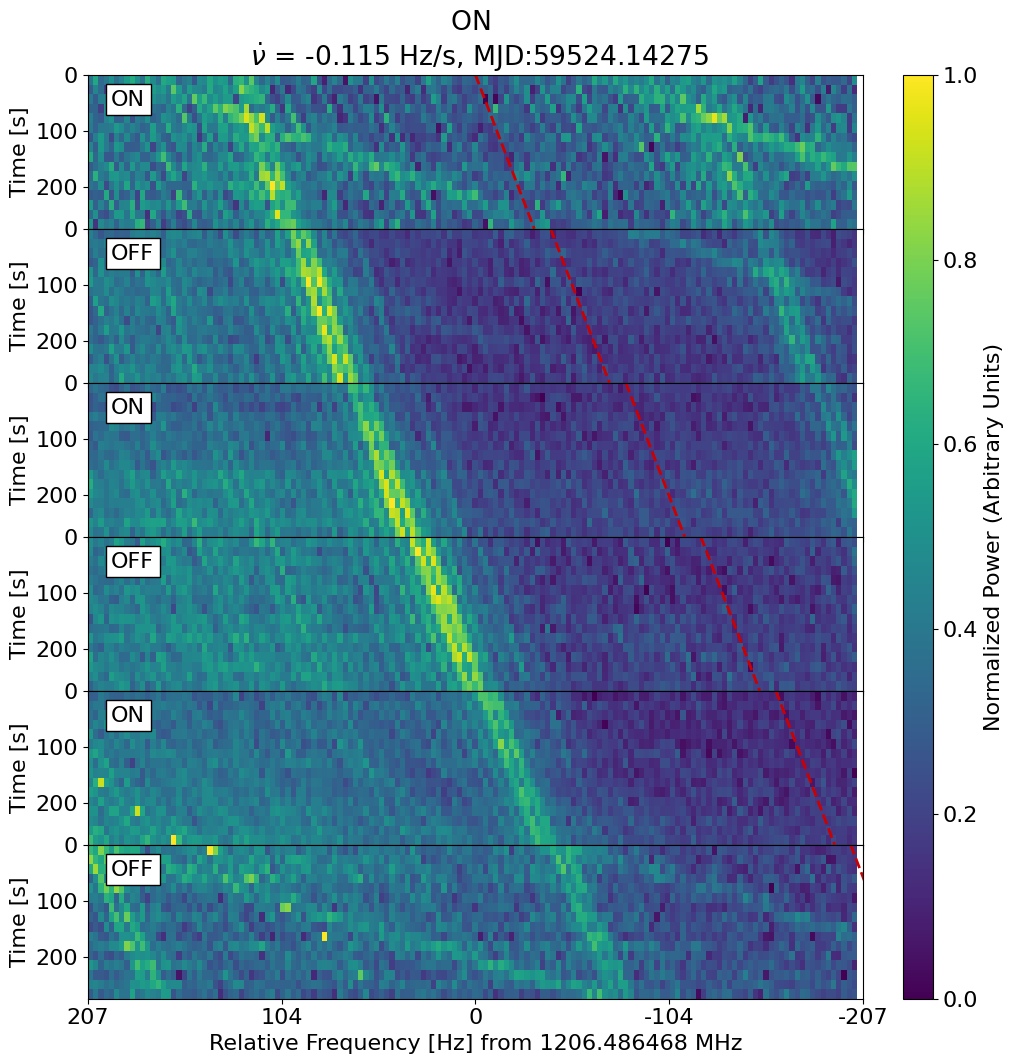 ON
ν̇ = -0.115 Hz/s, MJD:59524.14275
0
100
200
0
100
200
0
100
200
0
100
200
0
100
200
0
100
200
Time [s]
Time [s]
Time [s]
Time [s]
Time [s]
Time [s]
ON
OFF
ON
OFF
ON
OFF
207
104
0
-104
-207
Relative Frequency [Hz] from 1206.486468 MHz
1.0
0.8
0.6
0.4
0.2
0.0
Normalized Power (Arbitrary Units)